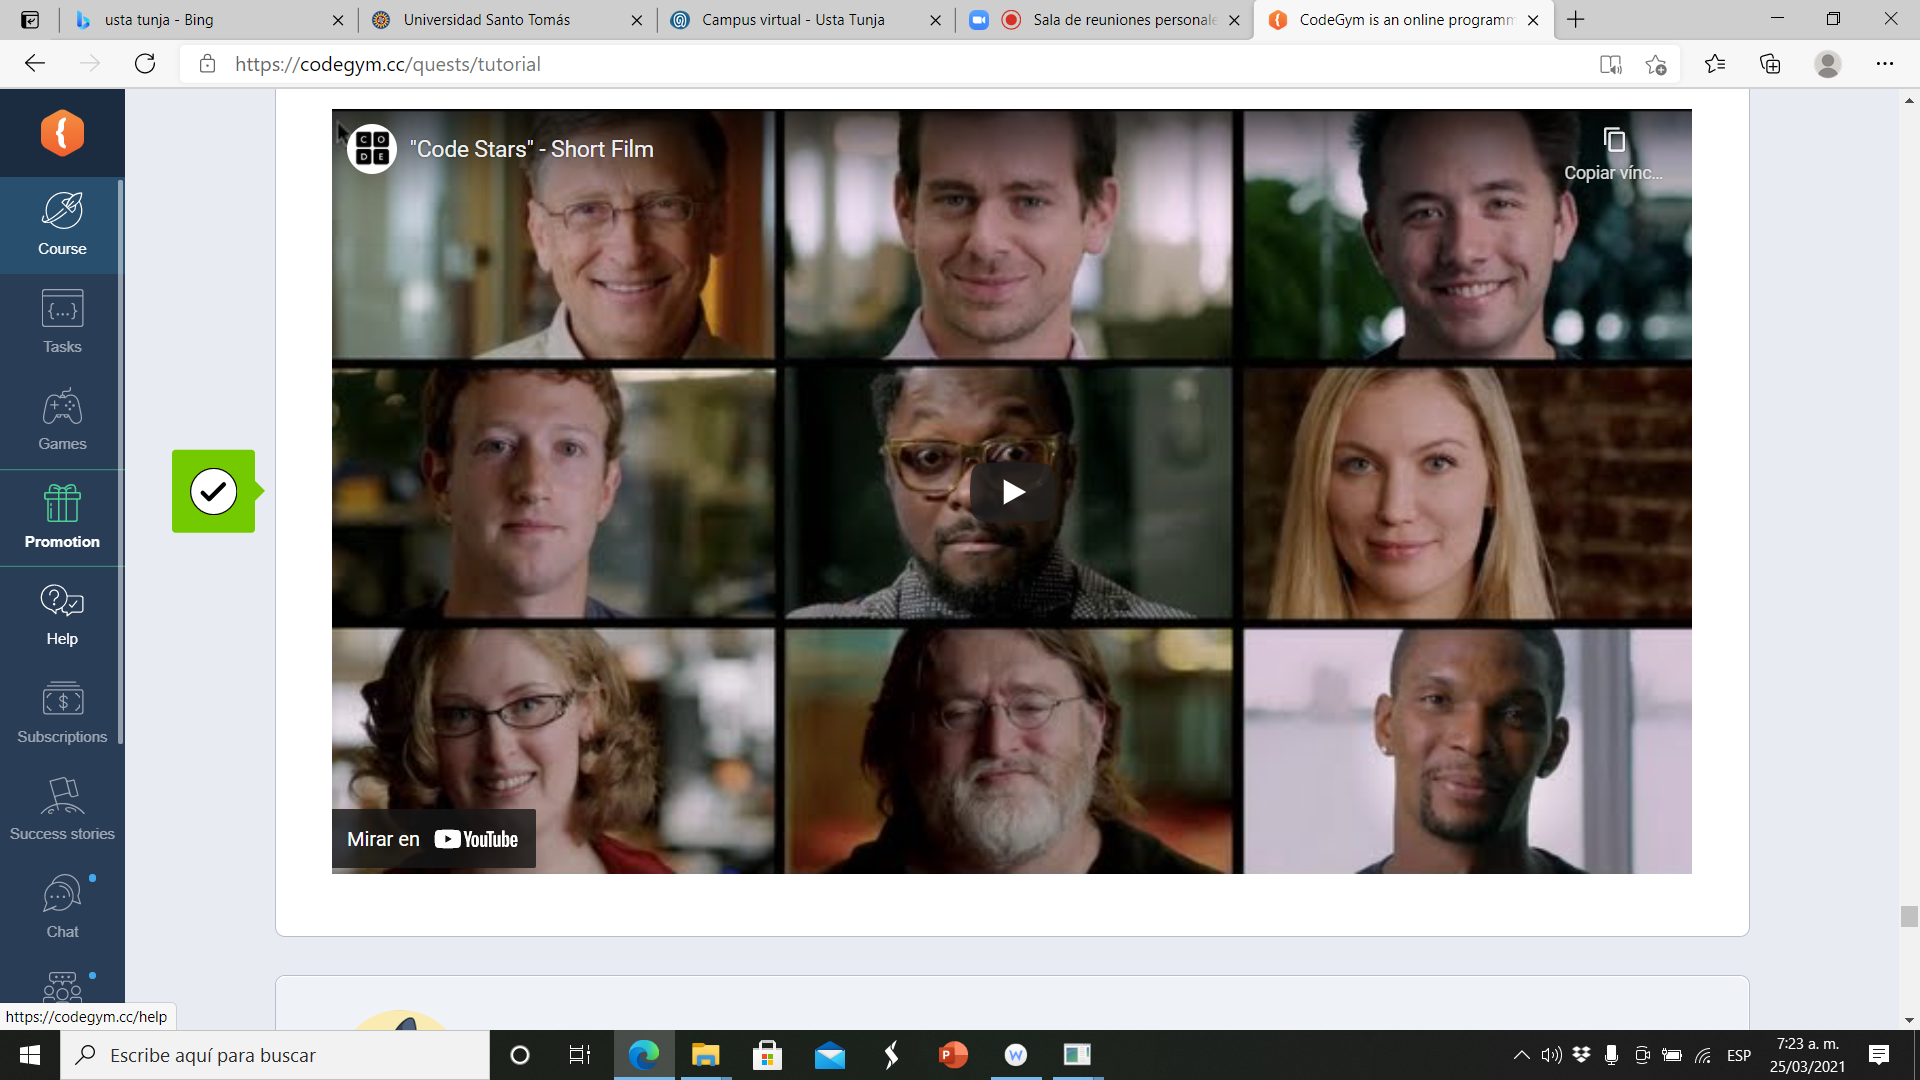 usta tunja - Bing
Universidad Santo Tomás
Campus virtual - Usta Tunja
Sala de reuniones personale
CodeGym is an online programm
https://codegym.cc/quests/tutorial
CODE
"Code Stars" - Short Film
Copiar vínc...
Course
{...}
Tasks
Games
Promotion
Help
$
Subscriptions
Success stories
Chat
Mirar en YouTube
https://codegym.cc/help
Escribe aquí para buscar
P
W
ESP
7:23 a. m.
25/03/2021